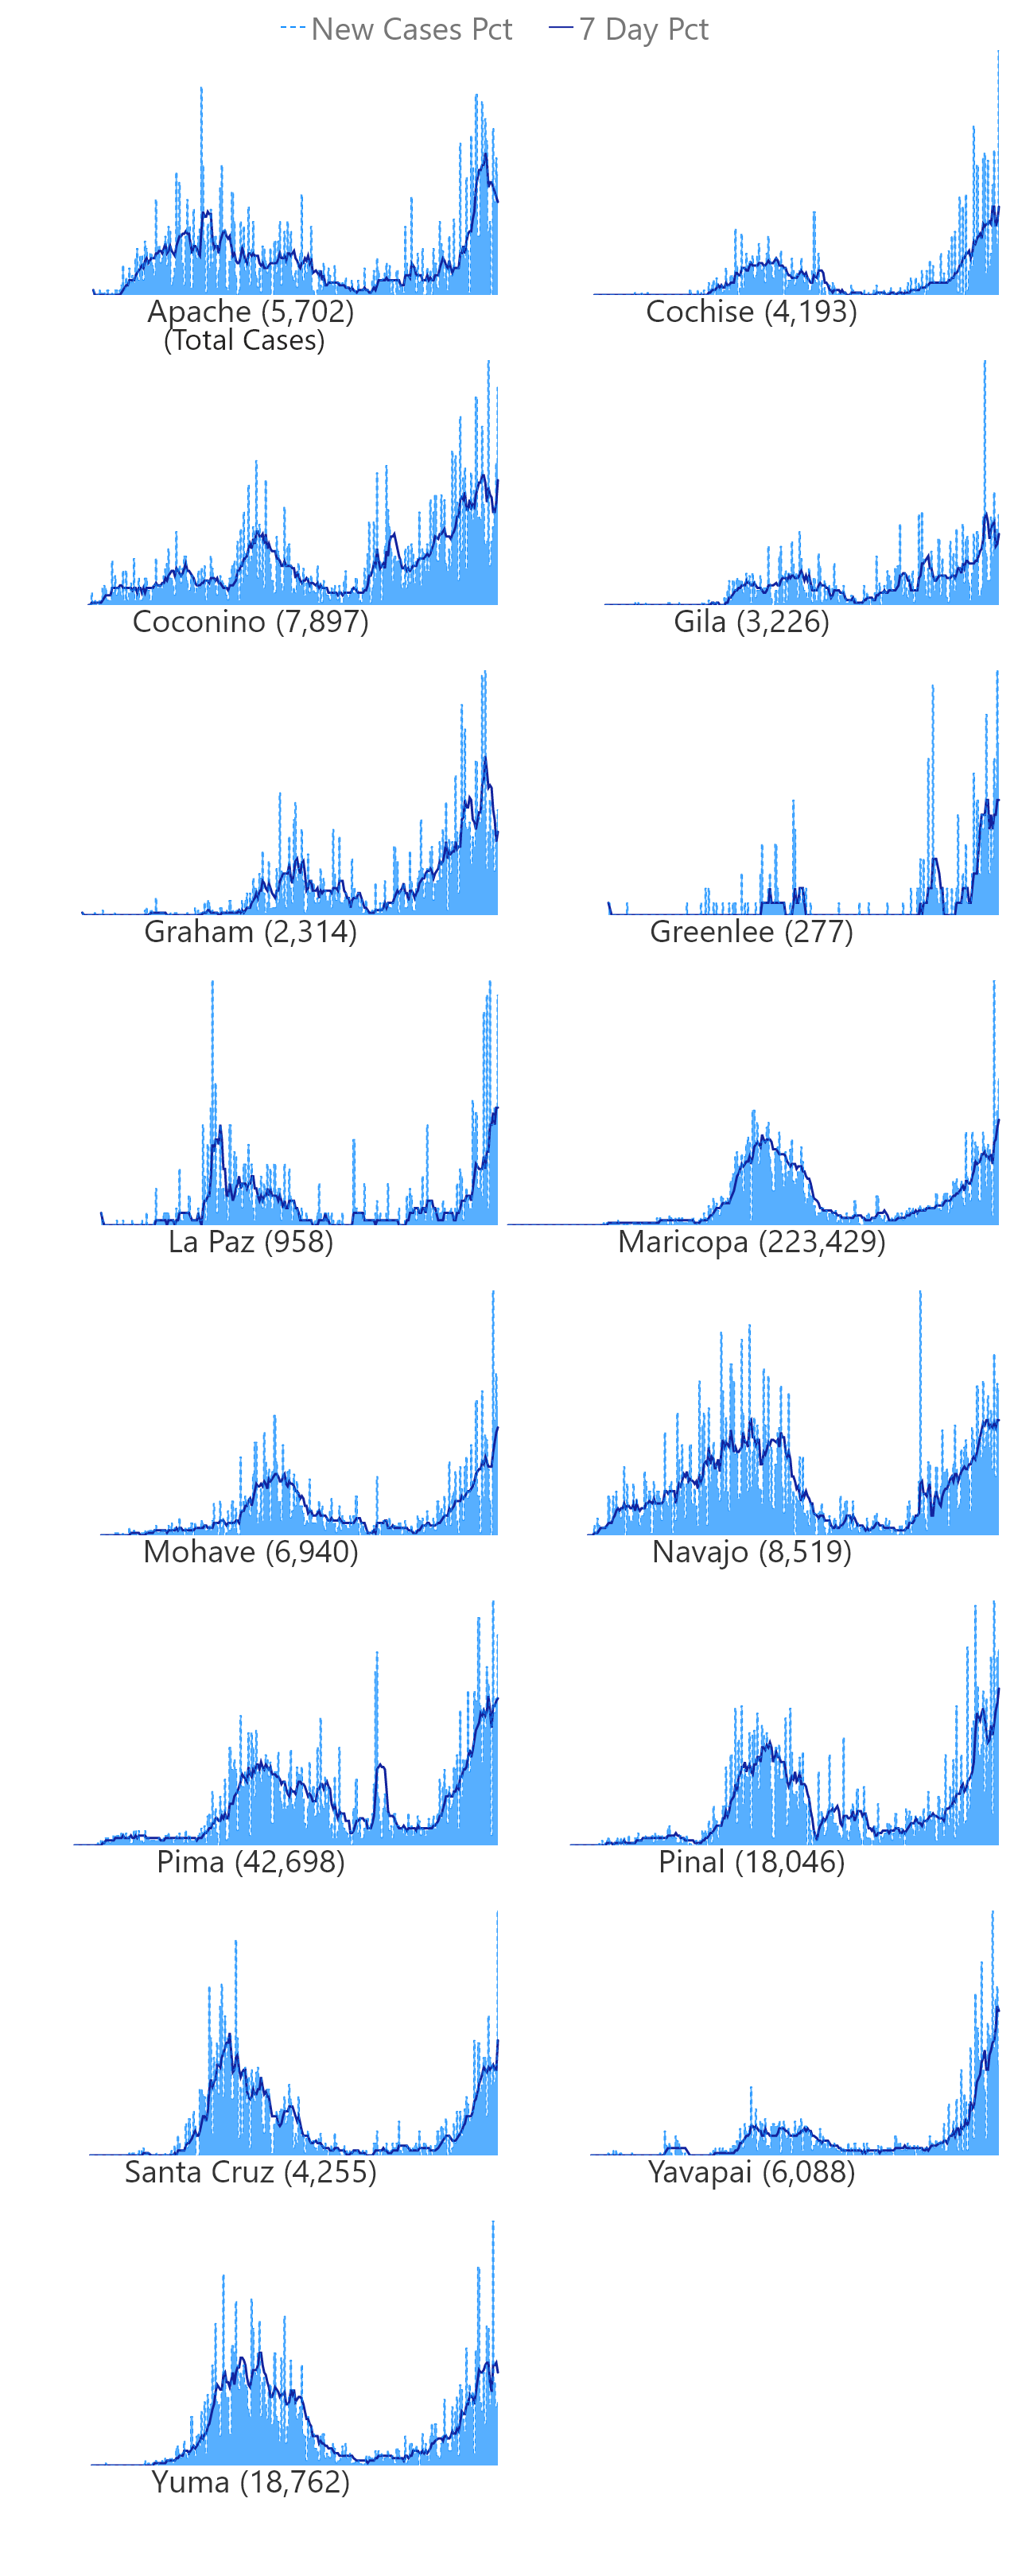 New Cases Pct 7 Day Pct
Apache (5,702) Cochise (4,193)
(Total Cases)
Coconino (7,897) Gila (3,226)
Graham (2,314) Greenlee (277)
La Paz (958) Maricopa (223,429)
Mohave (6,940) Navajo (8,519)
Pima (42,698) Pinal (18,046)
Santa Cruz (4,255) Yavapai (6,088)
Yuma (18,762)